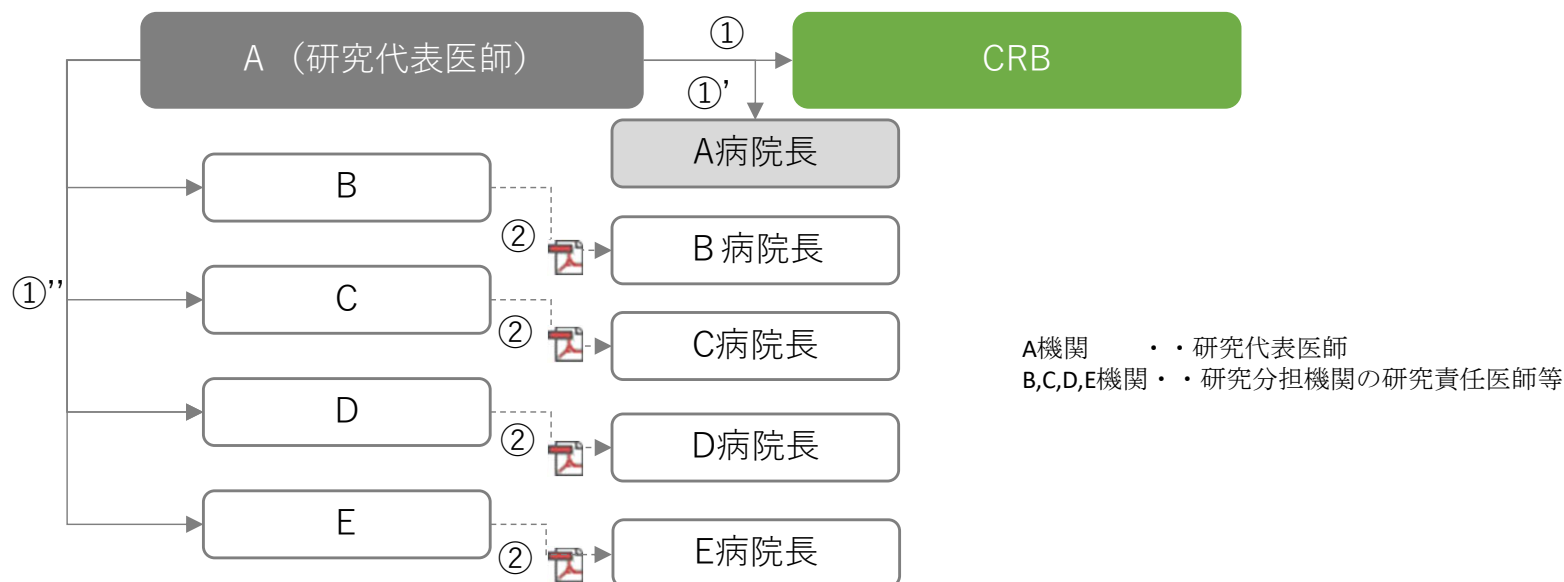 A （研究代表医師）
①
CRB
①’
A病院長
B
②
B 病院長
①’’
C
②
C病院長
A機関　　・・研究代表医師
B,C,D,E機関・・研究分担機関の研究責任医師等
D
②
D病院長
E
②
E病院長